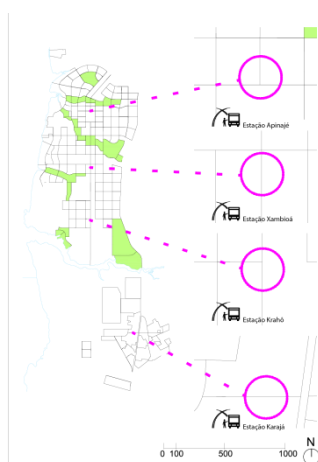 Estação Apinajé
Estação Xambioá
Estação Krahô
Estação Karajá
N
0 100 500 1000